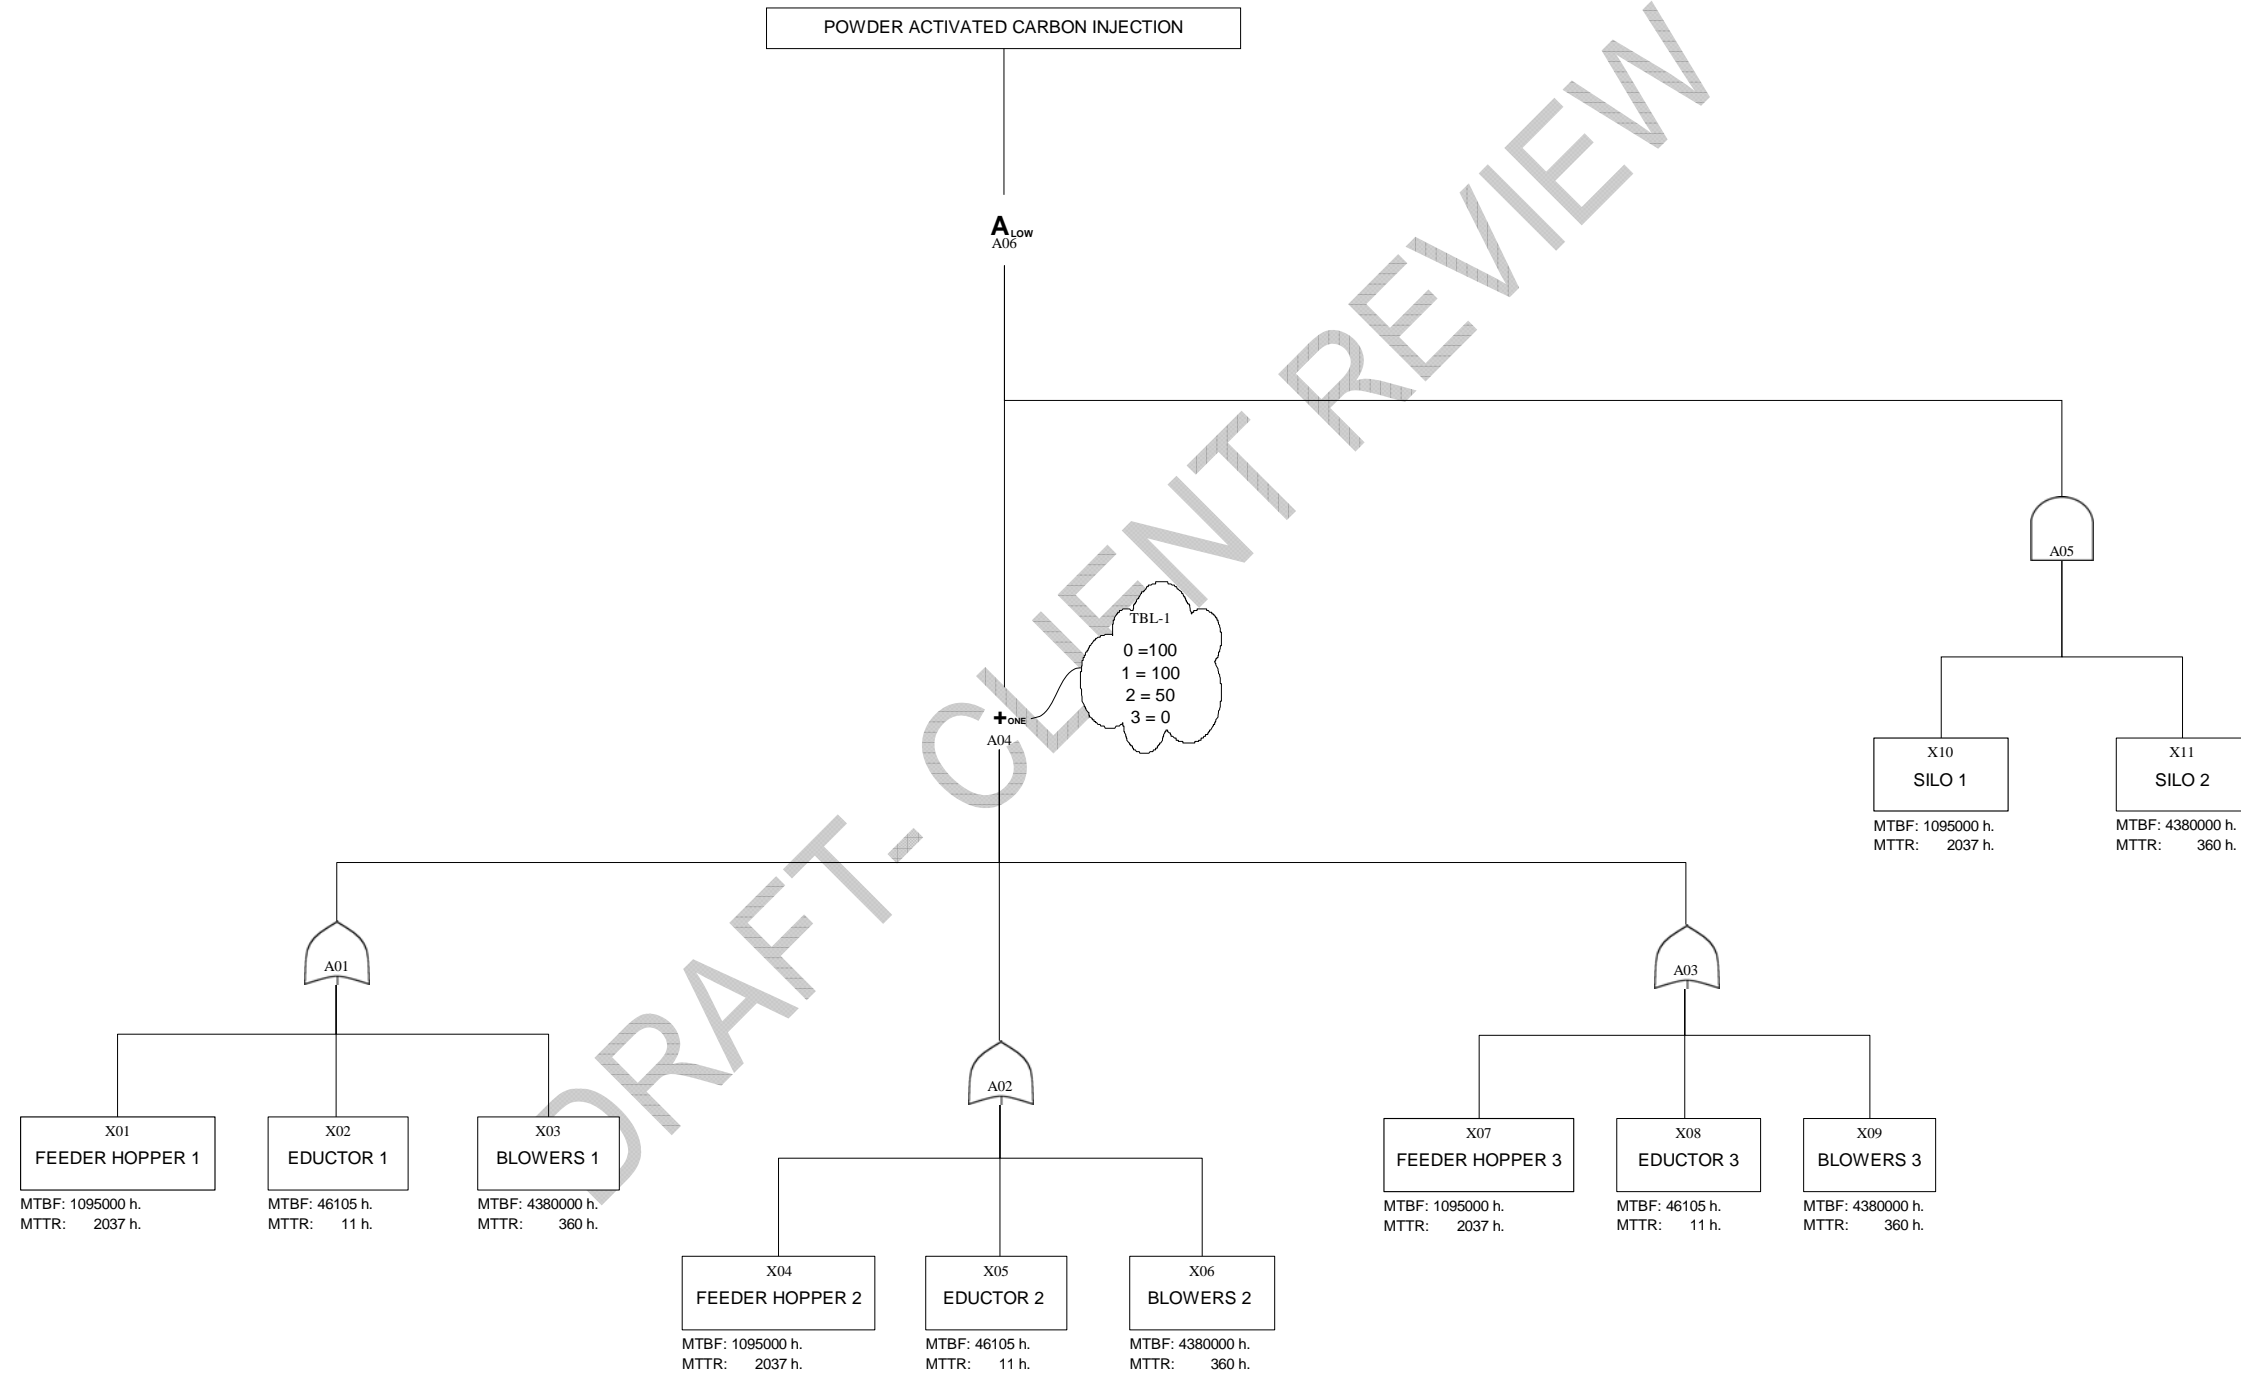 POWDER ACTIVATED CARBON INJECTION
A LOW
A06
A05
TBL-1
0 =100
1 = 100
2 = 50
3 = 0
+ONE
A04
X10
SILO 1
MTBF: 1095000 h.
MTTR: 2037 h.
X11
SILO 2
MTBF: 4380000 h.
MTTR: 360 h.
A01
A02
A03
X01
FEEDER HOPPER 1
MTBF: 1095000 h.
MTTR: 2037 h.
X02
EDUCTOR 1
MTBF: 46105 h.
MTTR: 11 h.
X03
BLOWERS 1
MTBF: 4380000 h.
MTTR: 360 h.
X04
FEEDER HOPPER 2
MTBF: 1095000 h.
MTTR: 2037 h.
X05
EDUCTOR 2
MTBF: 46105 h.
MTTR: 11 h.
X06
BLOWERS 2
MTBF: 4380000 h.
MTTR: 360 h.
X07
FEEDER HOPPER 3
MTBF: 1095000 h.
MTTR: 2037 h.
X08
EDUCTOR 3
MTBF: 46105 h.
MTTR: 11 h.
X09
BLOWERS 3
MTBF: 4380000 h.
MTTR: 360 h.
DRAFT- CLIENT REVIEW